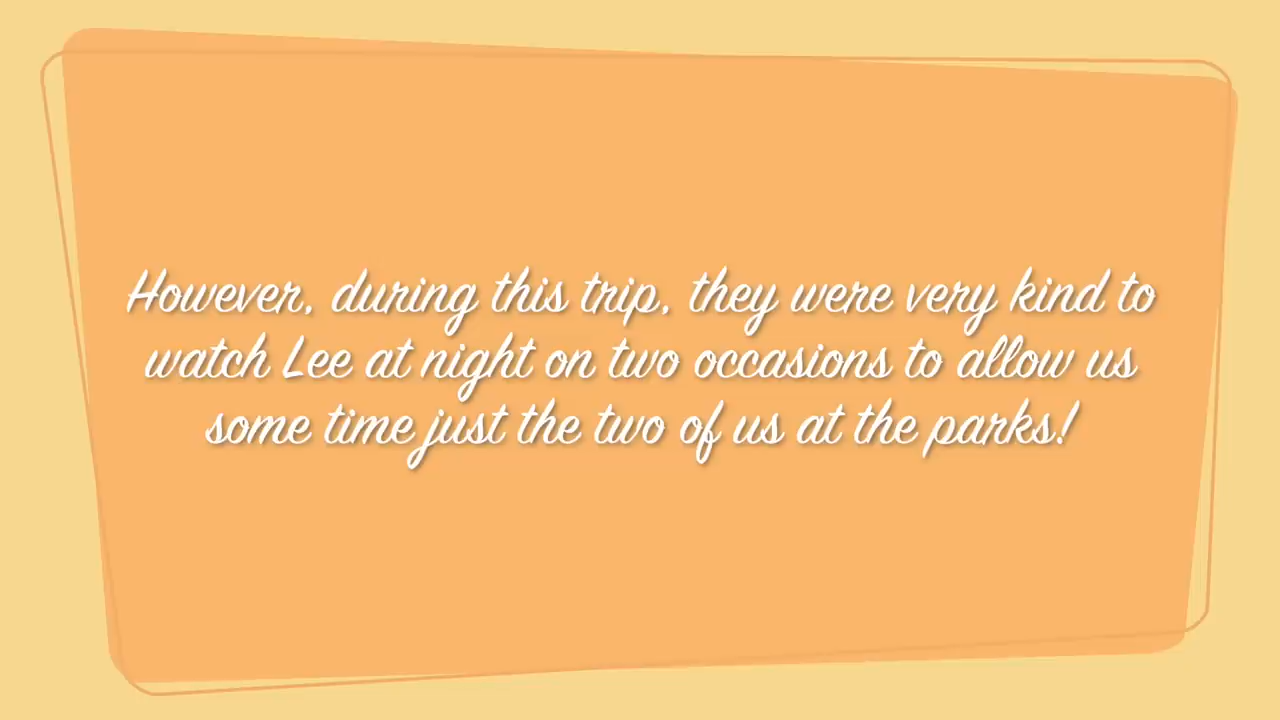 However, during this trip, they were very kind to
watch Lee at night on two occasions to allow us
some time just the two of us at the parks!